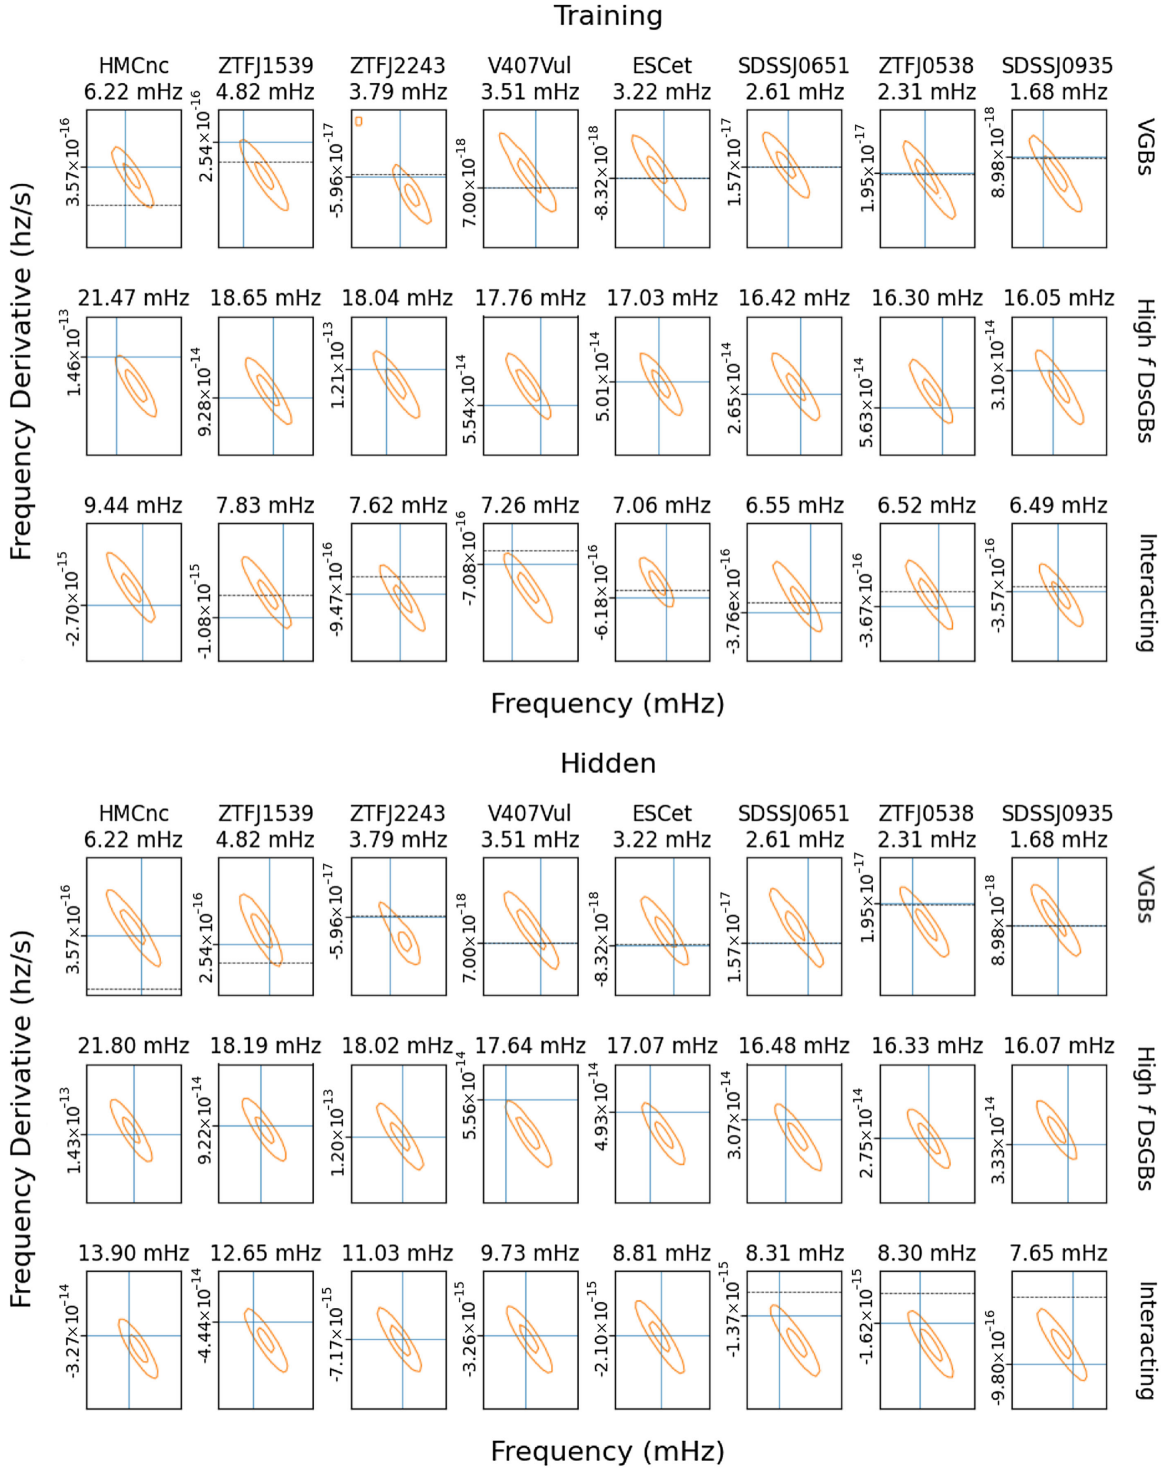 Training
HMCnc ZTFJ1539 ZTFJ2243 V407Vul ESCet SDSSJ0651 ZTFJ0538 SDSSJ0935
6.22 mHz 4.82 mHz 3.79 mHz 3.51 mHz 3.22 mHz 2.61 mHz 2.31 mHz 1.68 mHz
3.57×10⁻¹⁶ 2.54×10⁻¹⁶ -5.96×10⁻¹⁷ 7.00×10⁻¹⁸ -8.32×10⁻¹⁸ 1.57×10⁻¹⁷ 1.95×10⁻¹⁷ 8.98×10⁻¹⁸
VGBs
21.47 mHz 18.65 mHz 18.04 mHz 17.76 mHz 17.03 mHz 16.42 mHz 16.30 mHz 16.05 mHz
1.46×10⁻¹³ 9.28×10⁻¹⁴ 1.21×10⁻¹³ 5.54×10⁻¹⁴ 5.01×10⁻¹⁴ 2.65×10⁻¹⁴ 5.63×10⁻¹⁴ 3.10×10⁻¹⁴
High f DsGBs
9.44 mHz 7.83 mHz 7.62 mHz 7.26 mHz 7.06 mHz 6.55 mHz 6.52 mHz 6.49 mHz
-2.70×10⁻¹⁵ -1.08×10⁻¹⁵ -9.47×10⁻¹⁶ -7.08×10⁻¹⁶ -6.18×10⁻¹⁶ -3.76e×10⁻¹⁶ -3.67×10⁻¹⁶ -3.57×10⁻¹⁶
Interacting
Frequency Derivative (hz/s)
Frequency (mHz)
Hidden
HMCnc ZTFJ1539 ZTFJ2243 V407Vul ESCet SDSSJ0651 ZTFJ0538 SDSSJ0935
6.22 mHz 4.82 mHz 3.79 mHz 3.51 mHz 3.22 mHz 2.61 mHz 2.31 mHz 1.68 mHz
3.57×10⁻¹⁶ 2.54×10⁻¹⁶ -5.96×10⁻¹⁷ 7.00×10⁻¹⁸ -8.32×10⁻¹⁸ 1.57×10⁻¹⁷ 1.95×10⁻¹⁷ 8.98×10⁻¹⁸
VGBs
21.80 mHz 18.19 mHz 18.02 mHz 17.64 mHz 17.07 mHz 16.48 mHz 16.33 mHz 16.07 mHz
1.43×10⁻¹³ 9.22×10⁻¹⁴ 1.20×10⁻¹³ 5.56×10⁻¹⁴ 4.93×10⁻¹⁴ 3.07×10⁻¹⁴ 2.75×10⁻¹⁴ 3.33×10⁻¹⁴
High f DsGBs
13.90 mHz 12.65 mHz 11.03 mHz 9.73 mHz 8.81 mHz 8.31 mHz 8.30 mHz 7.65 mHz
-3.27×10⁻¹⁴ -4.44×10⁻¹⁴ -7.17×10⁻¹⁵ -3.26×10⁻¹⁵ -2.10×10⁻¹⁵ -1.37×10⁻¹⁵ -1.62×10⁻¹⁵ -9.80×10⁻¹⁶
Interacting
Frequency Derivative (hz/s)
Frequency (mHz)